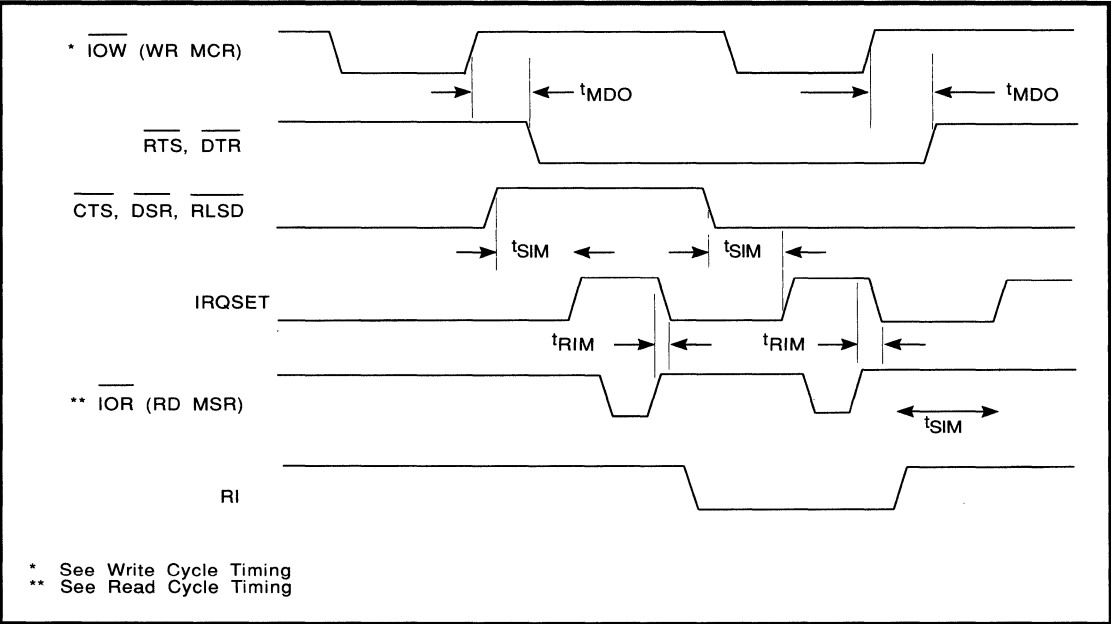 * IOW (WR MCR)
tMDO
tMDO
RTS, DTR
CTS, DSR, RLSD
tSIM
tSIM
IRQSET
tRIM
tRIM
** IOR (RD MSR)
tSIM
RI
* See Write Cycle Timing
** See Read Cycle Timing